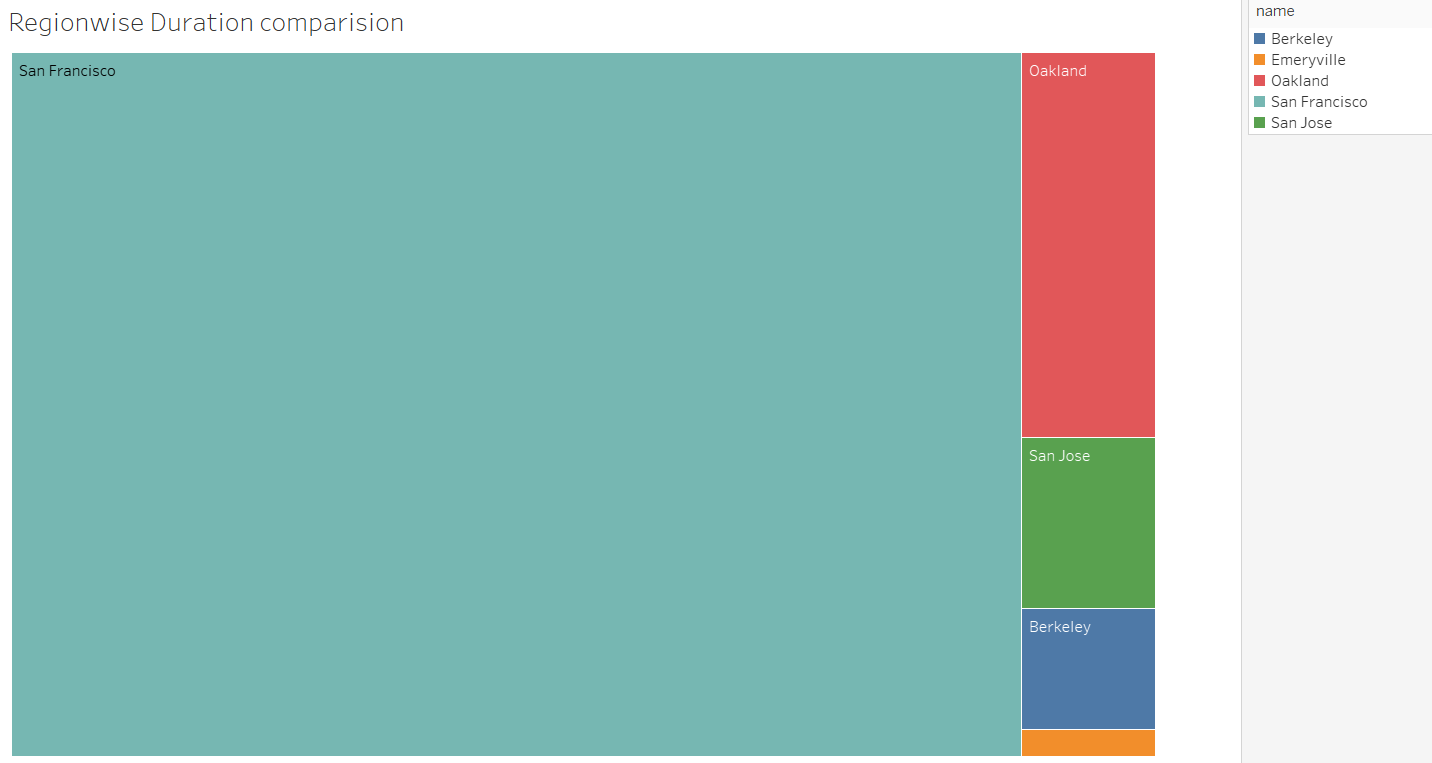 Regionwise Duration comparision
San Francisco
Oakland
San Jose
Berkeley
name
Berkeley
Emeryville
Oakland
San Francisco
San Jose